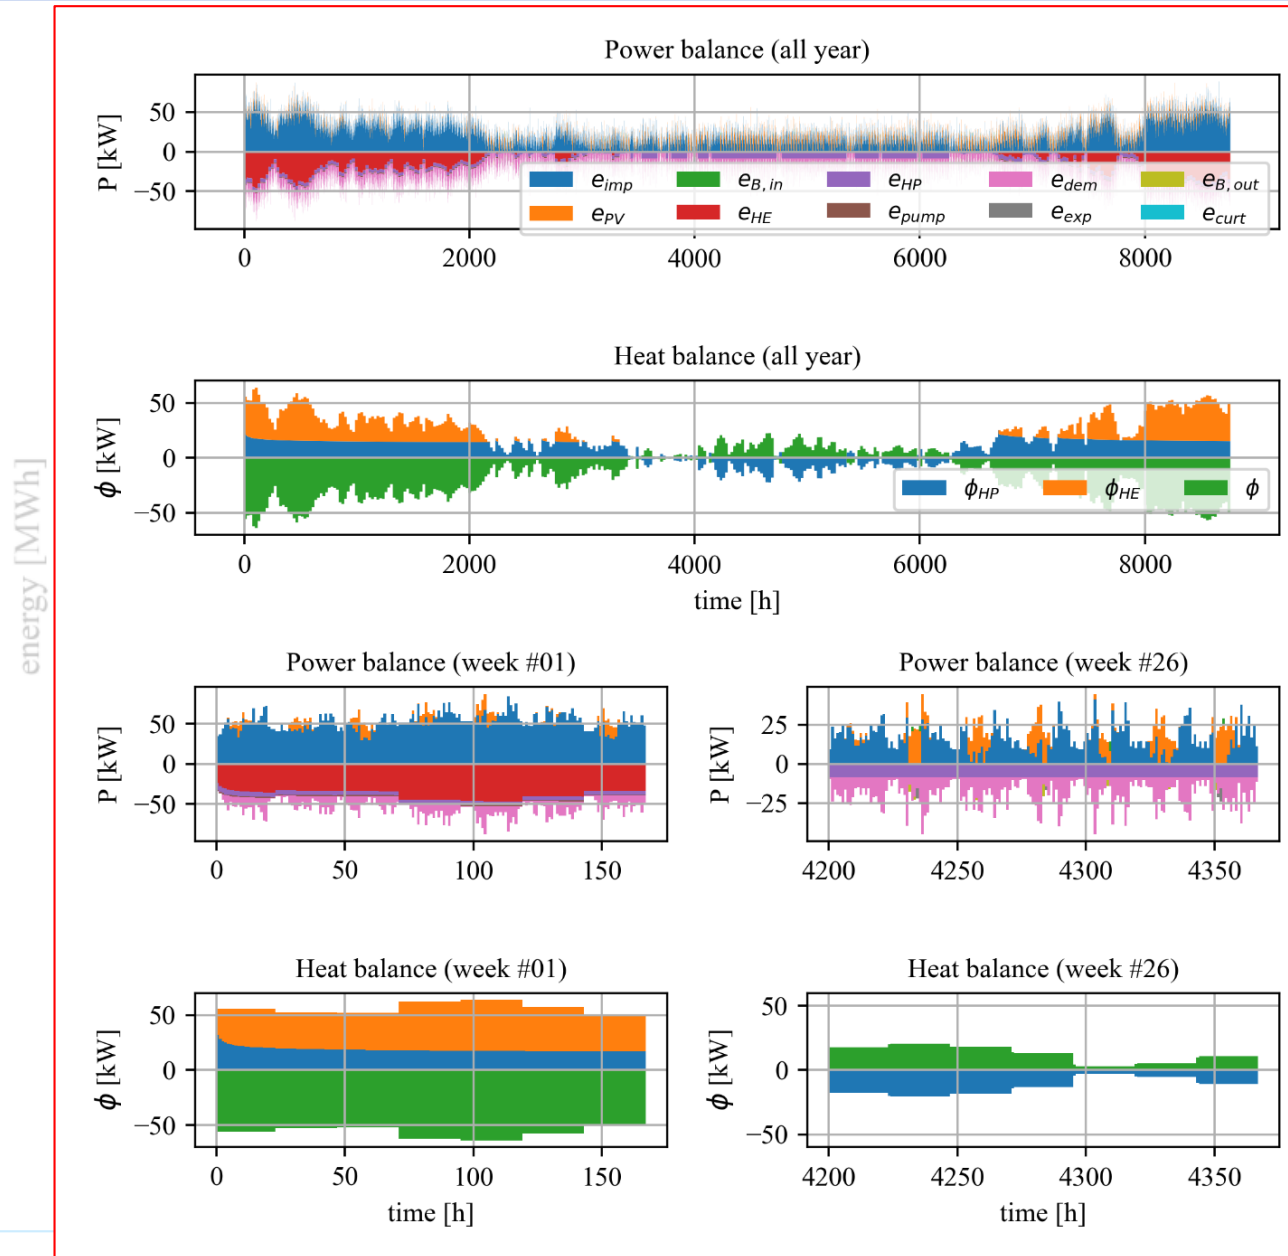 Power balance (all year)
P [kW]
50
0
−50
e_imp e_B,in e_HP e_dem e_B,out
e_PV e_HE e_pump e_exp e_curt
0 2000 4000 6000 8000
Heat balance (all year)
ϕ [kW]
50
0
−50
ϕ_HP ϕ_HE ϕ
0 2000 4000 6000 8000
time [h]
energy [MWh]
Power balance (week #01)
P [kW]
50
0
−50
0 50 100 150
Power balance (week #26)
P [kW]
25
0
−25
4200 4250 4300 4350
Heat balance (week #01)
ϕ [kW]
50
0
−50
0 50 100 150
time [h]
Heat balance (week #26)
ϕ [kW]
50
0
−50
4200 4250 4300 4350
time [h]